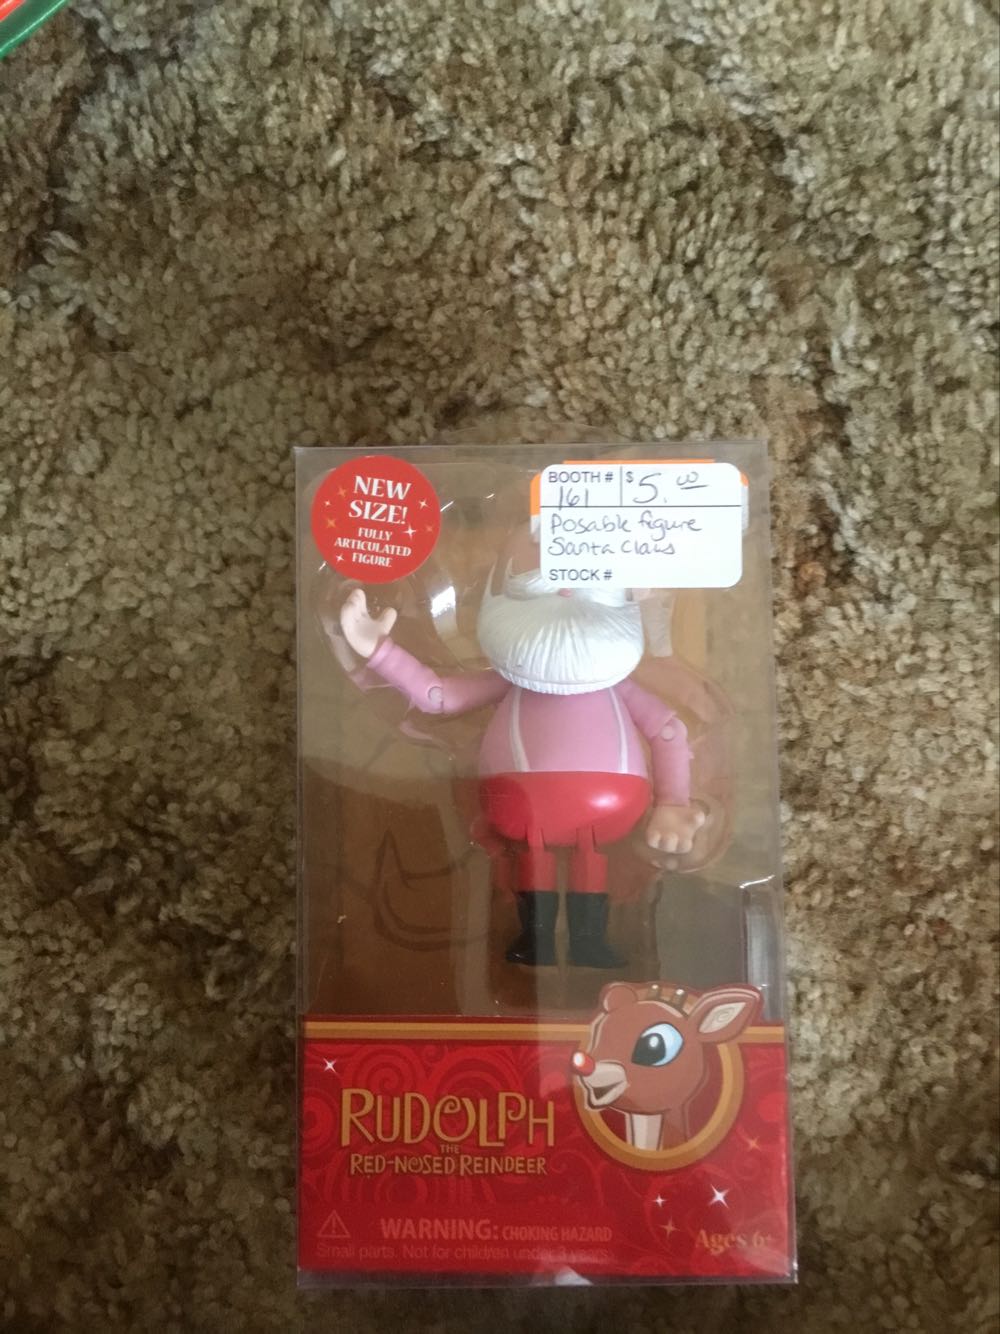 NEW
SIZE!
FULLY
ARTICULATED
FIGURE
BOOTH # $ 5.00
161
Posable figure
Santa Claus
STOCK #
RUDOLPH
THE
RED-NOSED REINDEER
WARNING: CHOKING HAZARD
Small parts. Not for children under 3 years.
Ages 6+